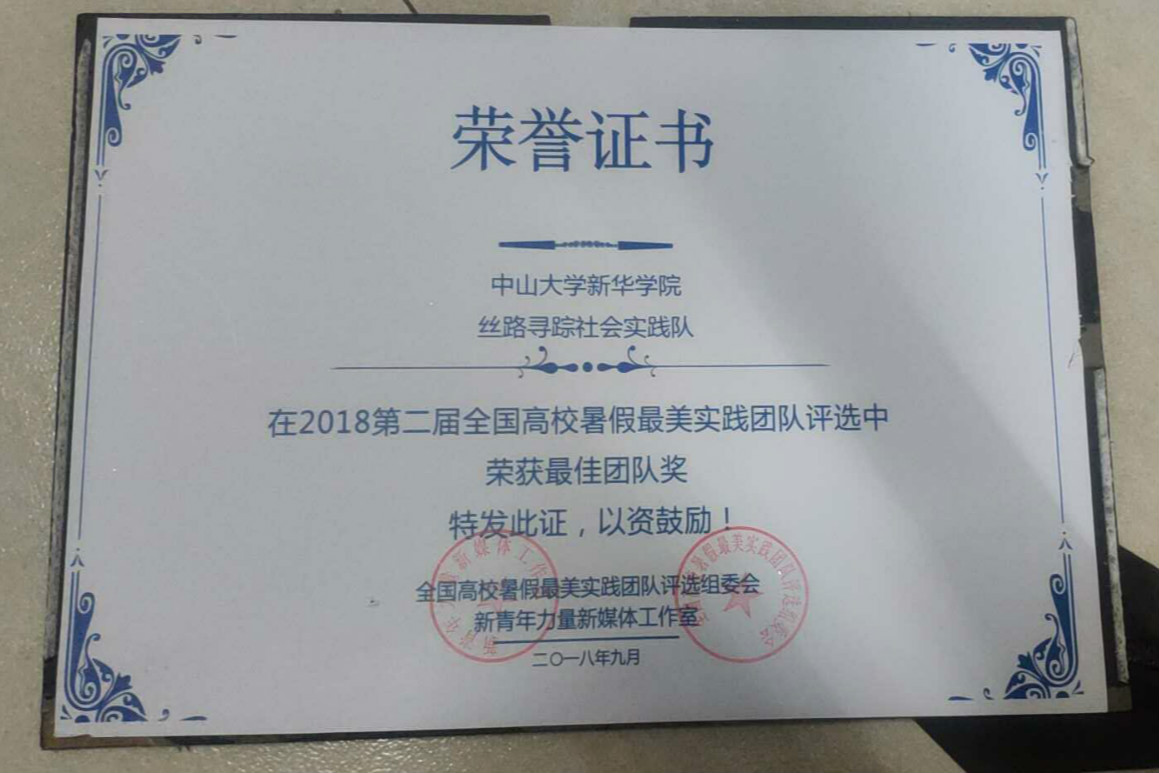 荣誉证书
中山大学新华学院
丝路寻踪社会实践队
在2018第二届全国高校暑假最美实践团队评选中
荣获最佳团队奖
特发此证，以资鼓励！
全国高校暑假最美实践团队评选组委会
新青年力量新媒体工作室
二〇一八年九月